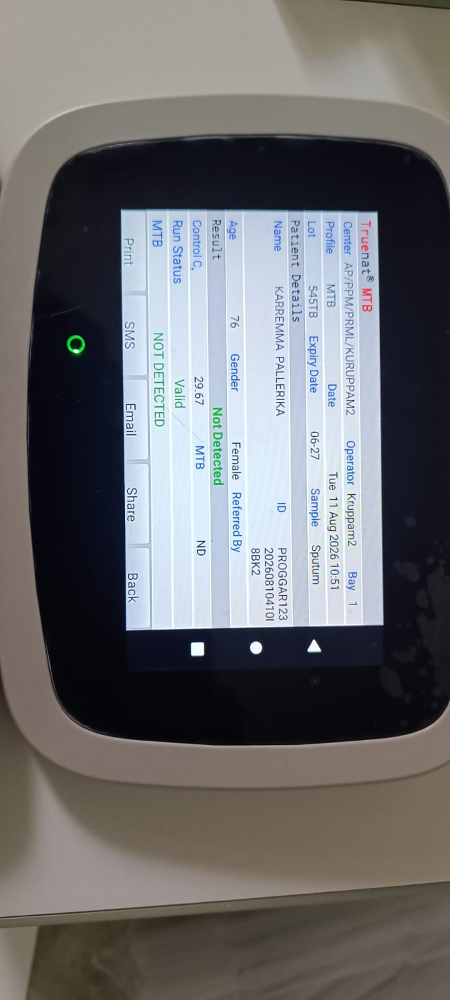 Truenat® MTB
Center AP/PPM/PRML/KURUPPAM2 Operator Kruppam2 Bay 1
Profile MTB Date Tue 11 Aug 2026 10:51
Lot 545TB Expiry Date 06-27 Sample Sputum
Patient Details
Name KARREMMA PALLERIKA ID PROGGAR123
20260810410I
8BK2
Age 76 Gender Female Referred By
Result Not Detected
Control Ct 29.67 MTB ND
Run Status Valid
MTB NOT DETECTED
Print SMS Email Share Back